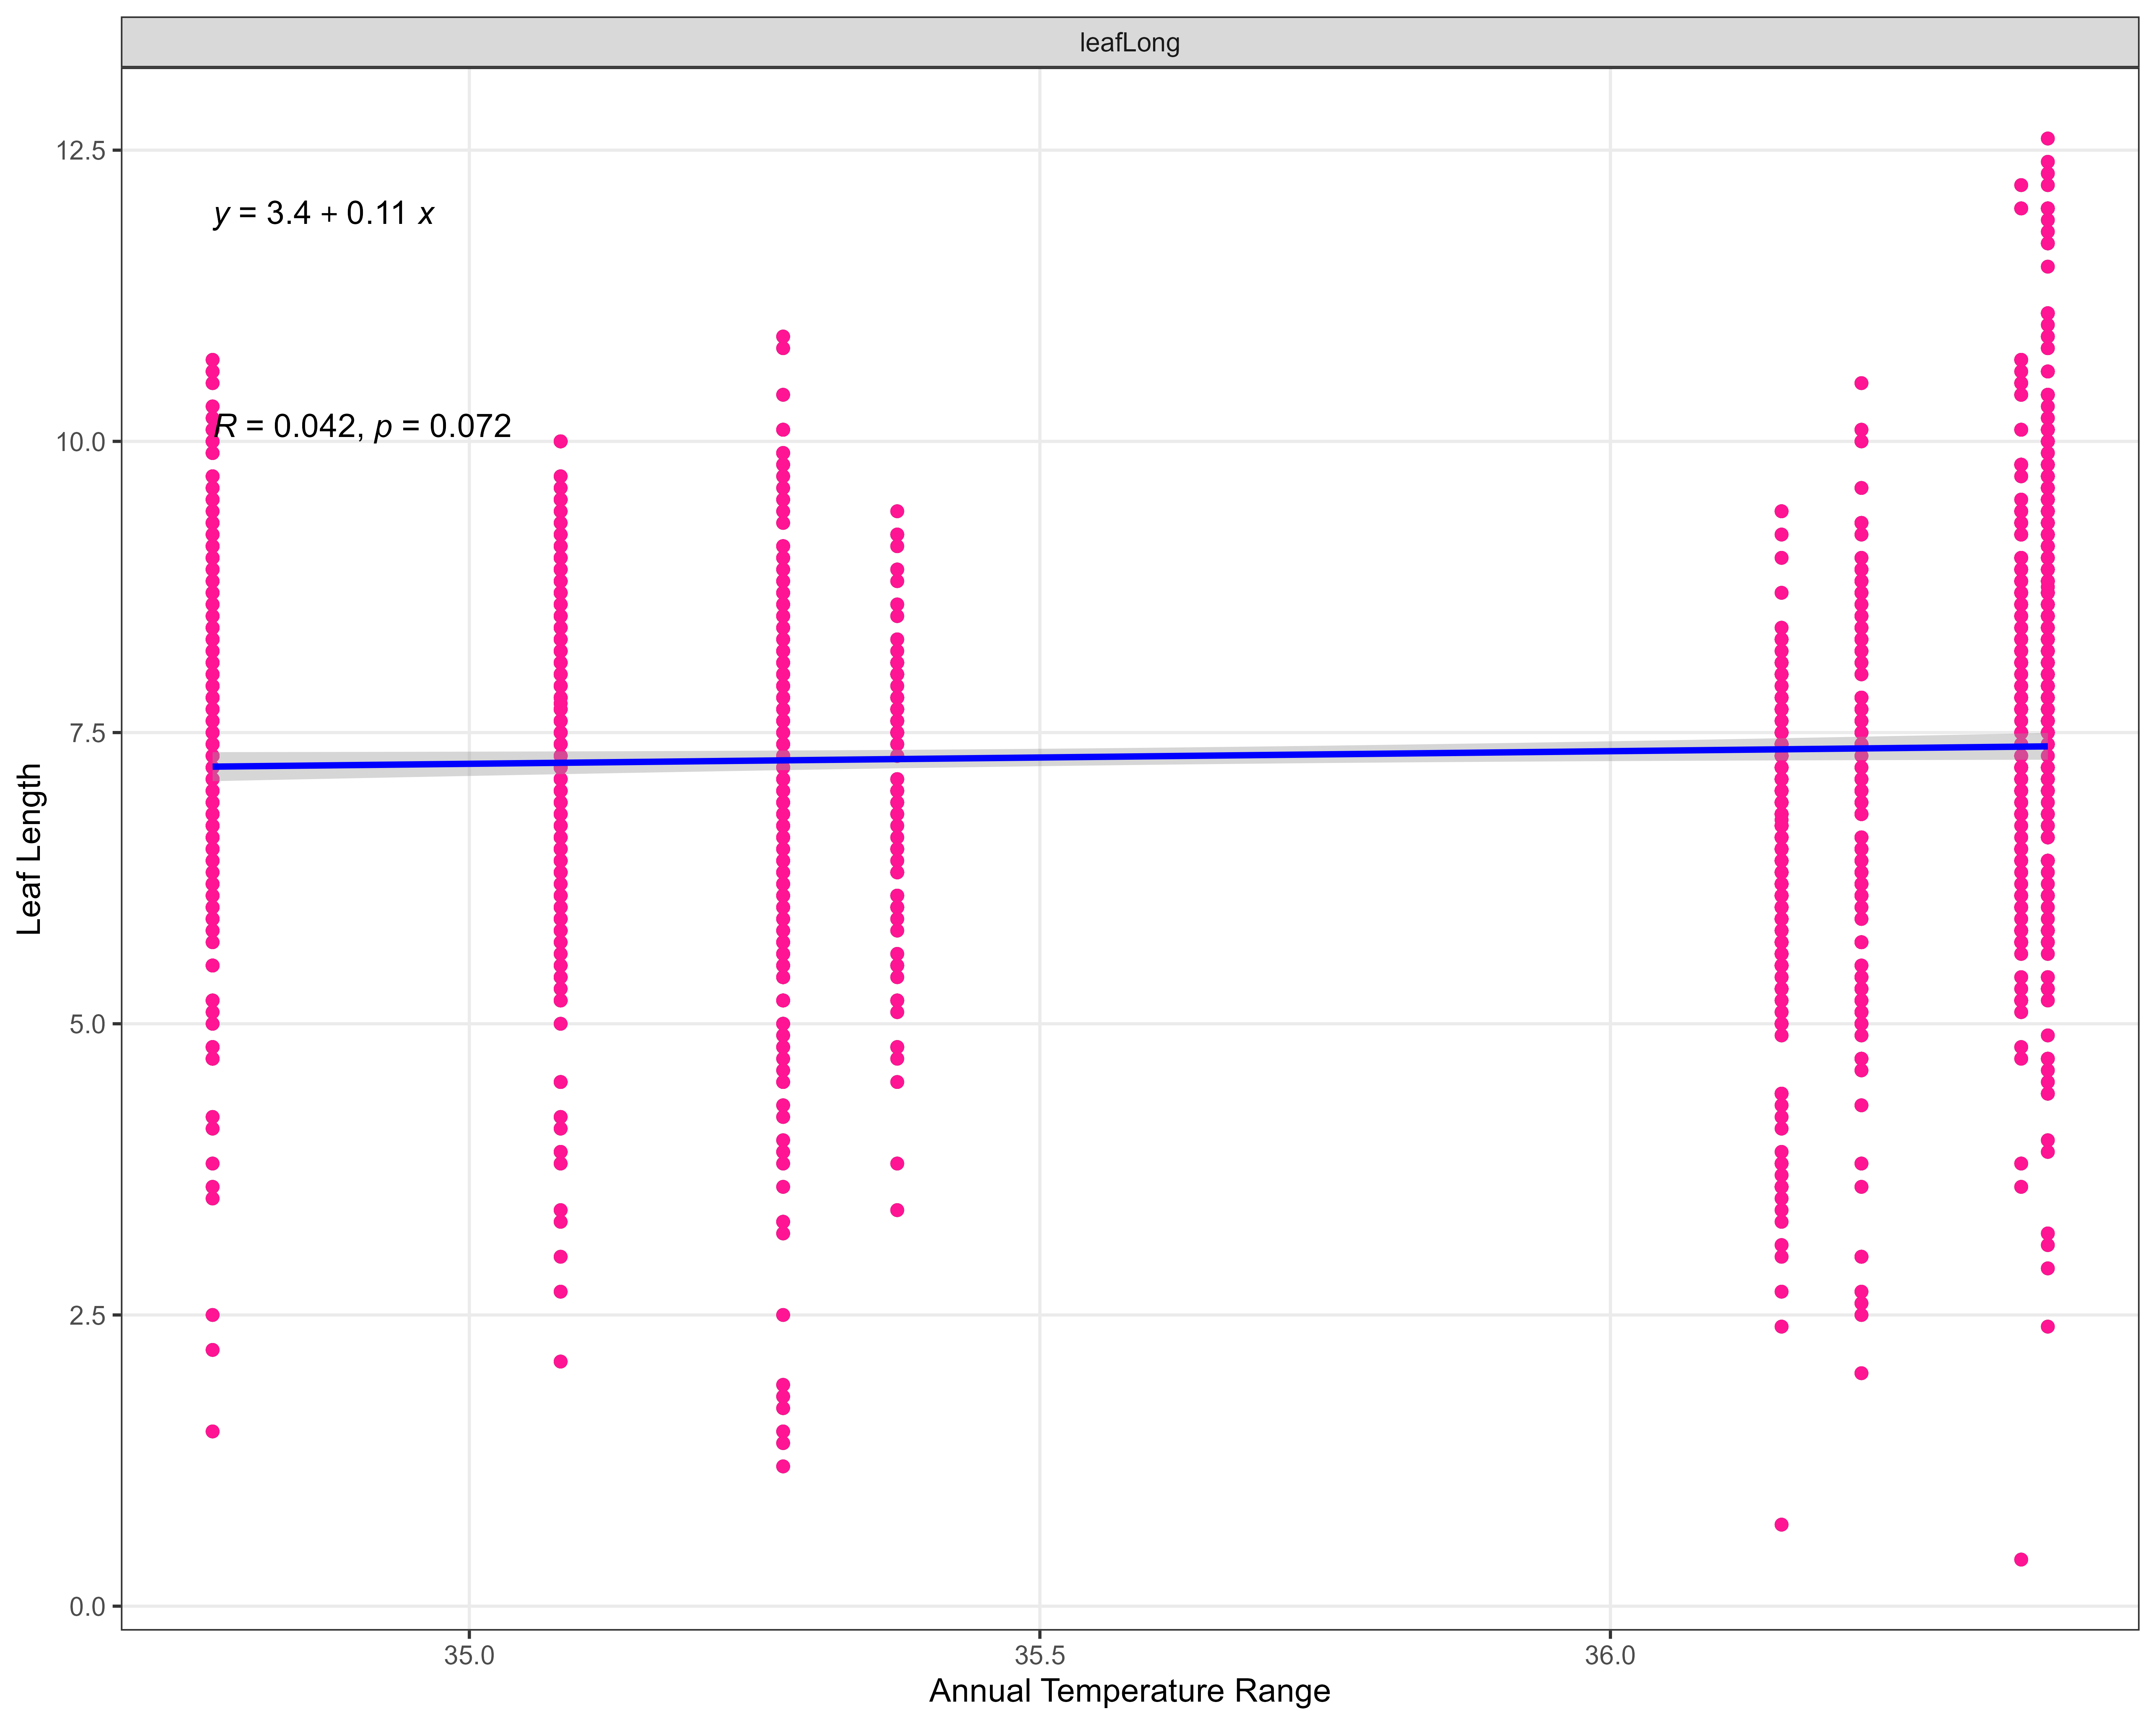 leafLong
12.5
y = 3.4 + 0.11 x
R = 0.042, p = 0.072
10.0
7.5
Leaf Length
5.0
2.5
0.0
35.0 35.5 36.0
Annual Temperature Range